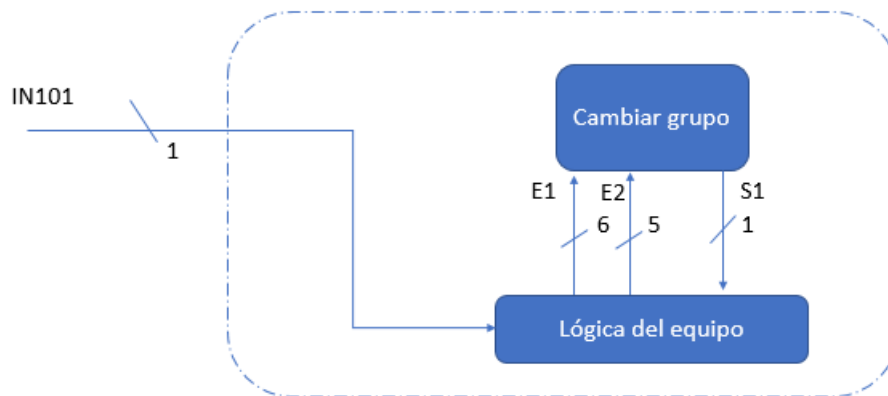 IN101
1
Cambiar grupo
E1
E2
S1
6
5
1
Lógica del equipo